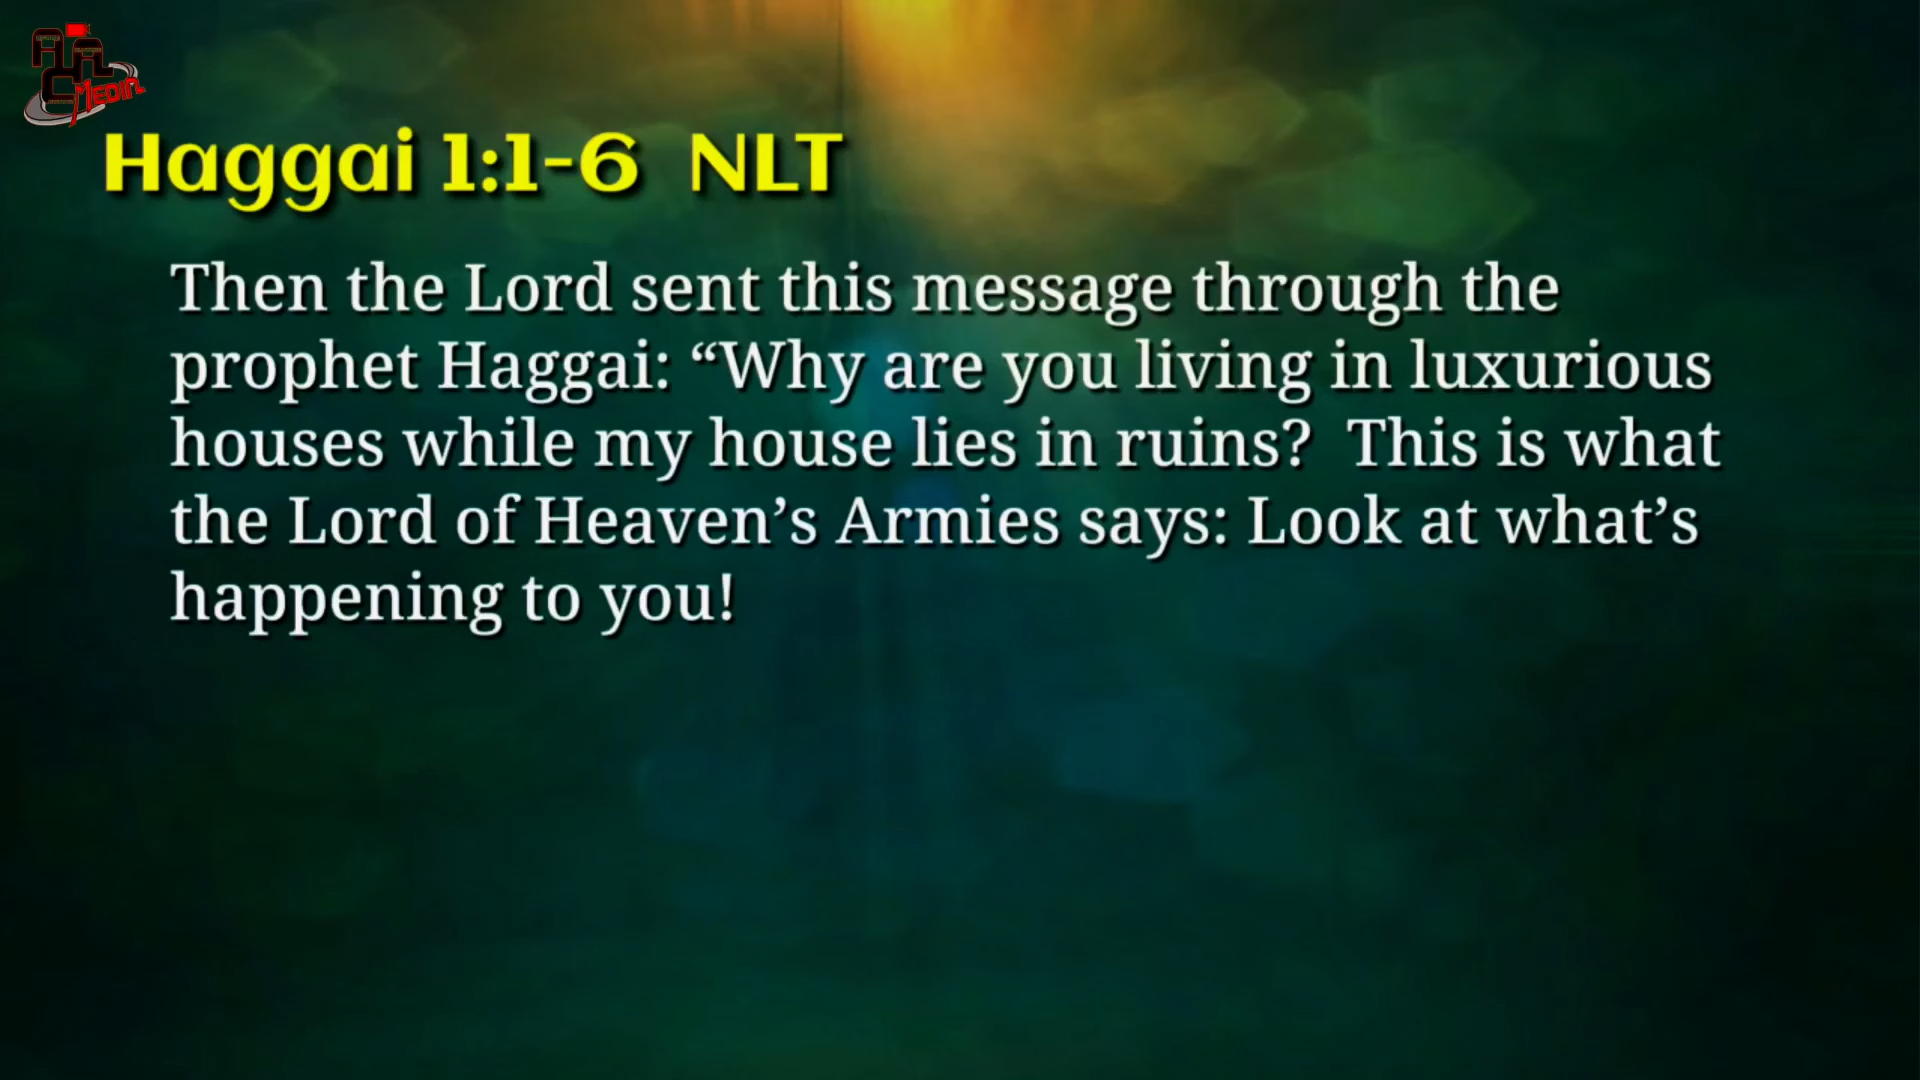 MEDIA
Haggai 1:1-6 NLT
Then the Lord sent this message through the
prophet Haggai: “Why are you living in luxurious
houses while my house lies in ruins? This is what
the Lord of Heaven’s Armies says: Look at what’s
happening to you!